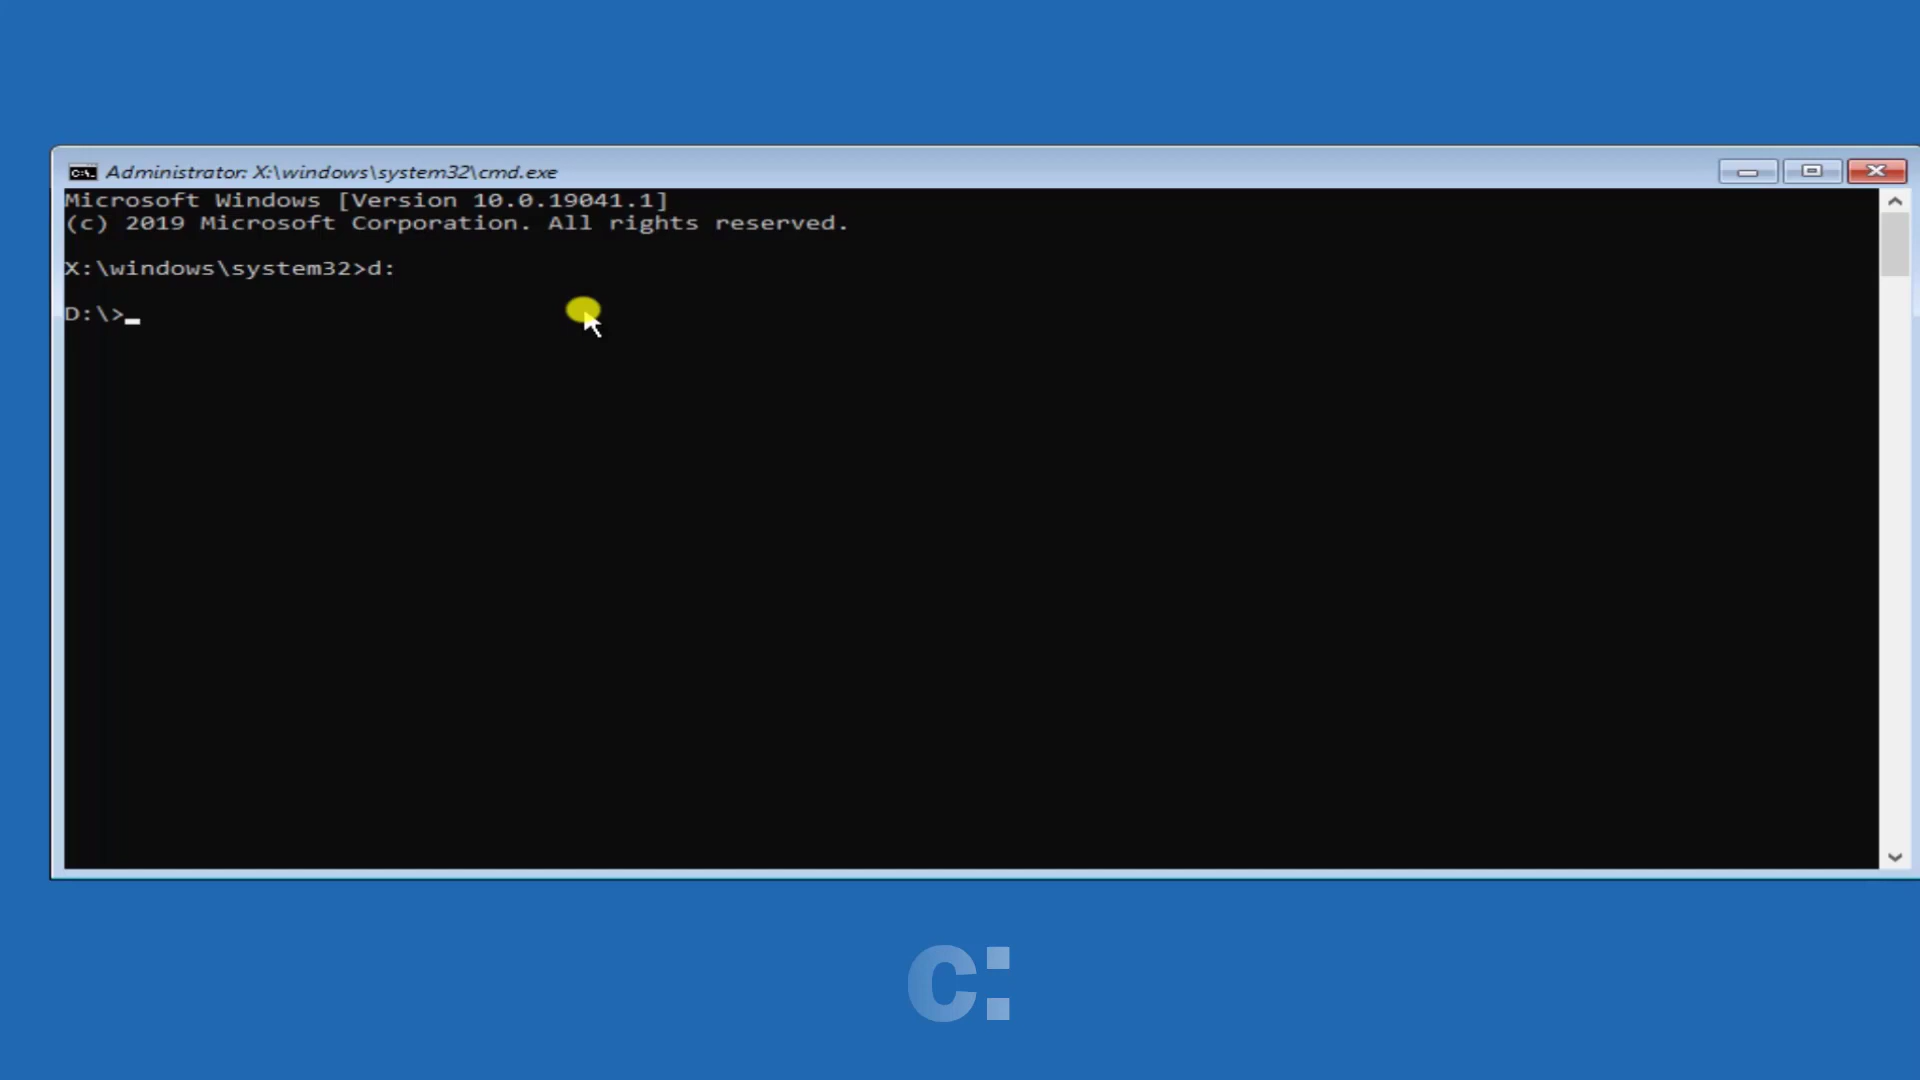 Administrator: X:\windows\system32\cmd.exe
Microsoft Windows [Version 10.0.19041.1]
(c) 2019 Microsoft Corporation. All rights reserved.
X:\windows\system32>d:
D:\>
c: